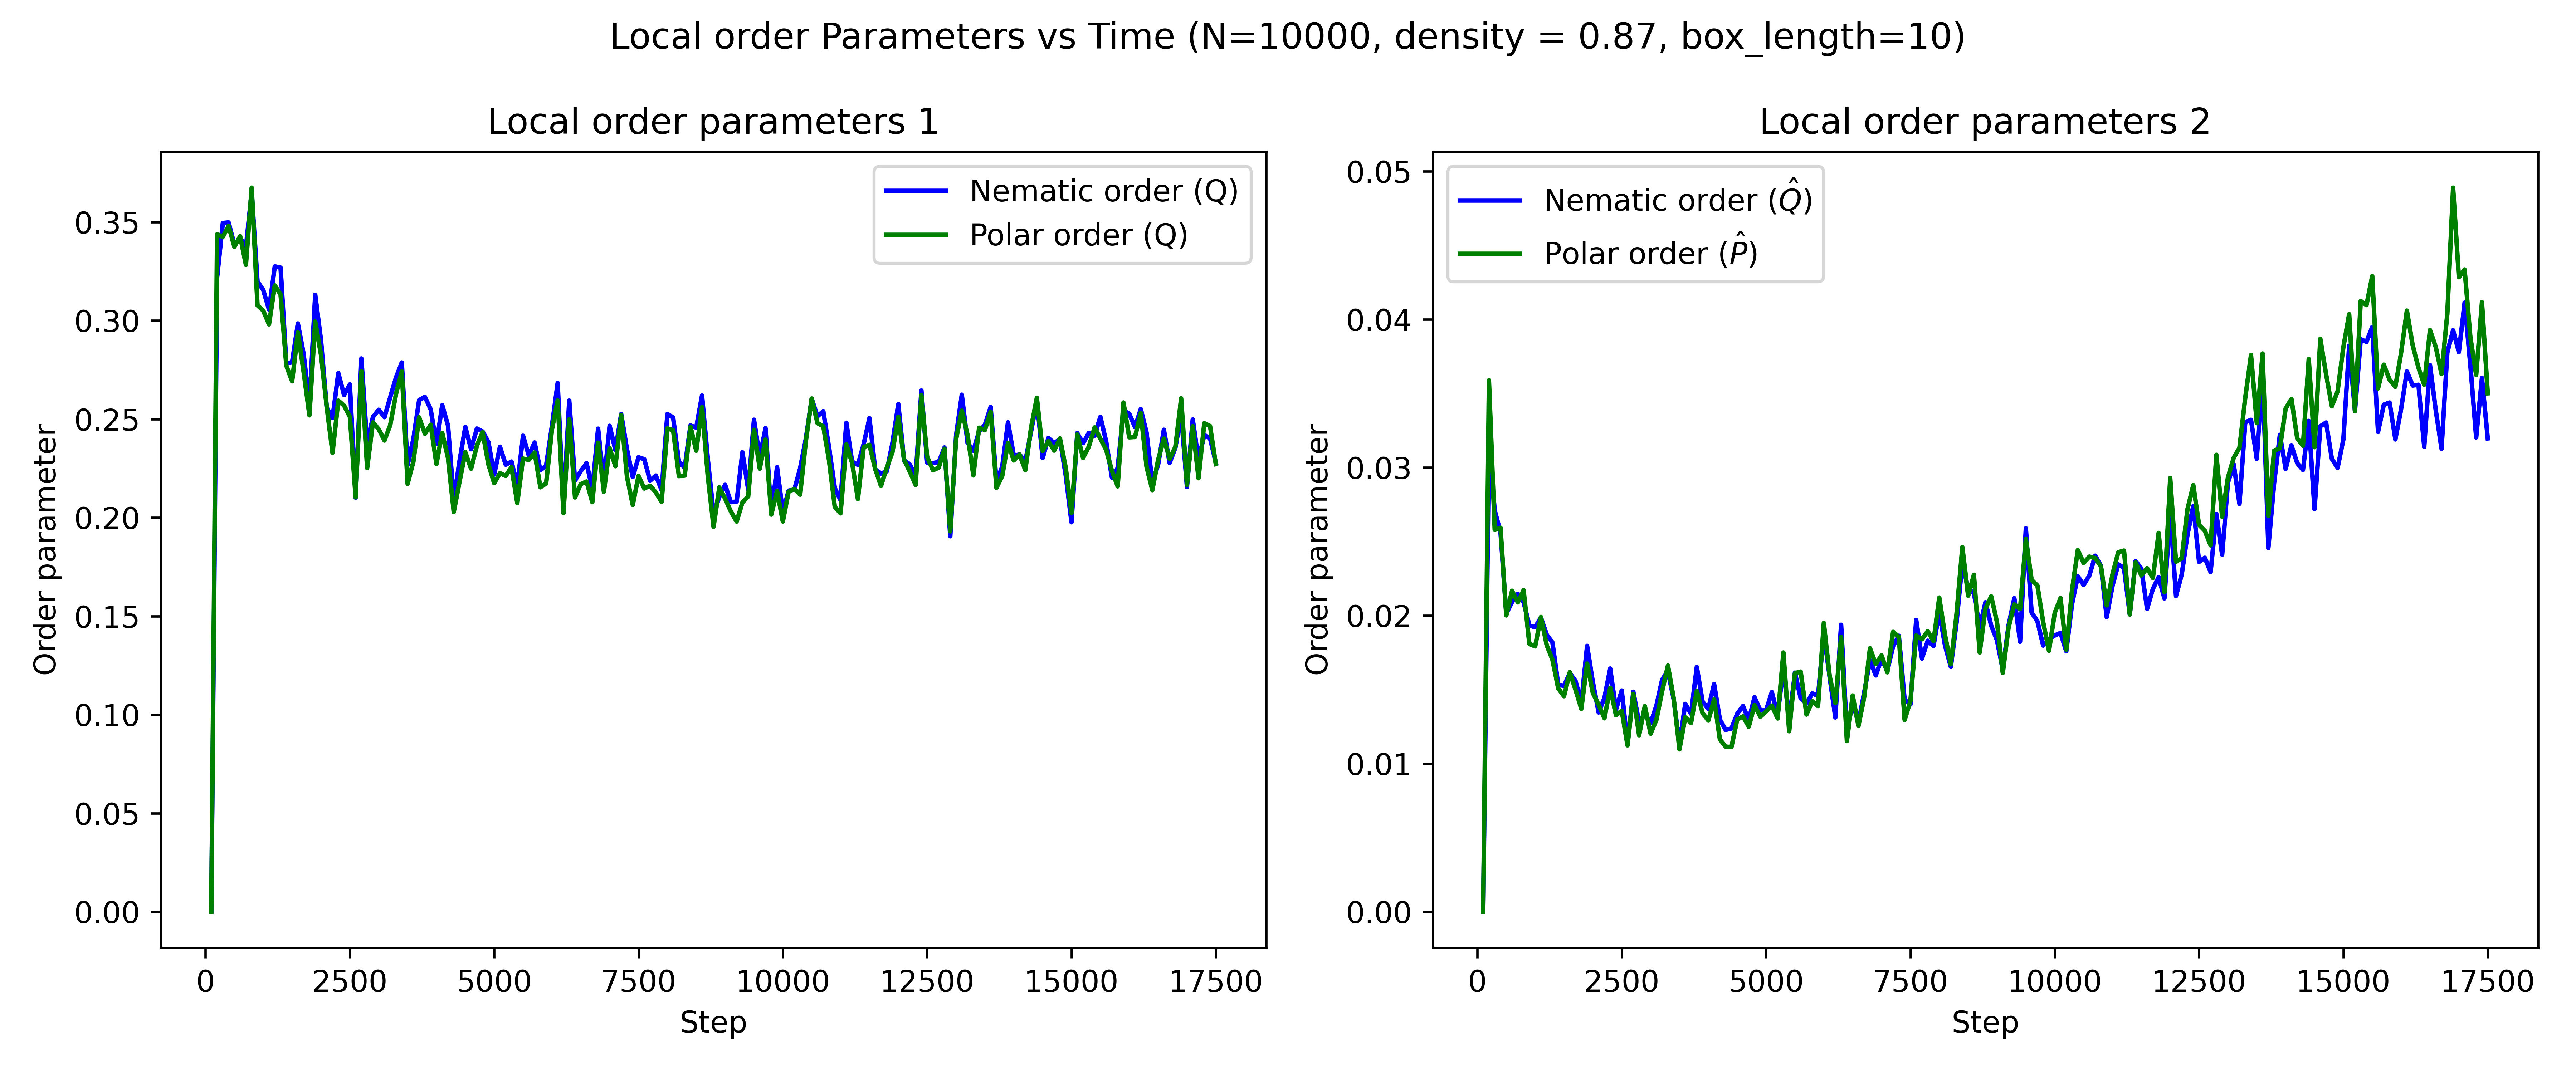 Local order Parameters vs Time (N=10000, density = 0.87, box_length=10)
Local order parameters 1
Nematic order (Q)
Polar order (Q)
0.35
0.30
0.25
0.20
0.15
0.10
0.05
0.00
Order parameter
0 2500 5000 7500 10000 12500 15000 17500
Step
Local order parameters 2
Nematic order (Q̂)
Polar order (P̂)
0.05
0.04
0.03
0.02
0.01
0.00
Order parameter
0 2500 5000 7500 10000 12500 15000 17500
Step